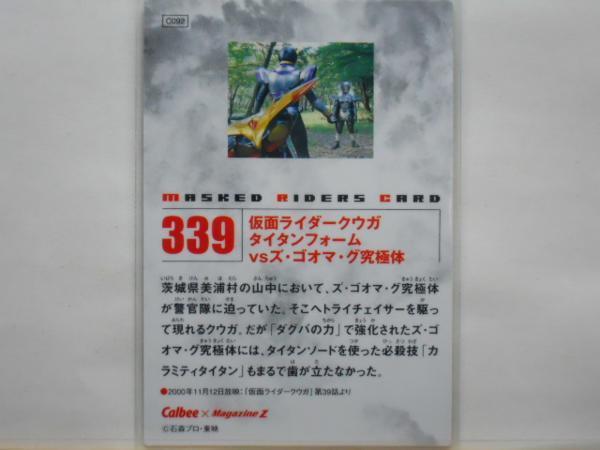 C092
MASKED RIDERS CARD
339
仮面ライダークウガ
タイタンフォーム
vsズ・ゴオマ・グ究極体
茨城県美浦村の山中において、ズ・ゴオマ・グ究極体
が警官隊に迫っていた。そこへトライチェイサーを駆っ
て現れるクウガ。だが「ダグバの力」で強化されたズ・ゴ
オマ・グ究極体には、タイタンソードを使った必殺技「カ
ラミティタイタン」もまるで歯が立たなかった。
●2000年11月12日放映:「仮面ライダークウガ」第39話より
Calbee × Magazine Z
©石森プロ・東映